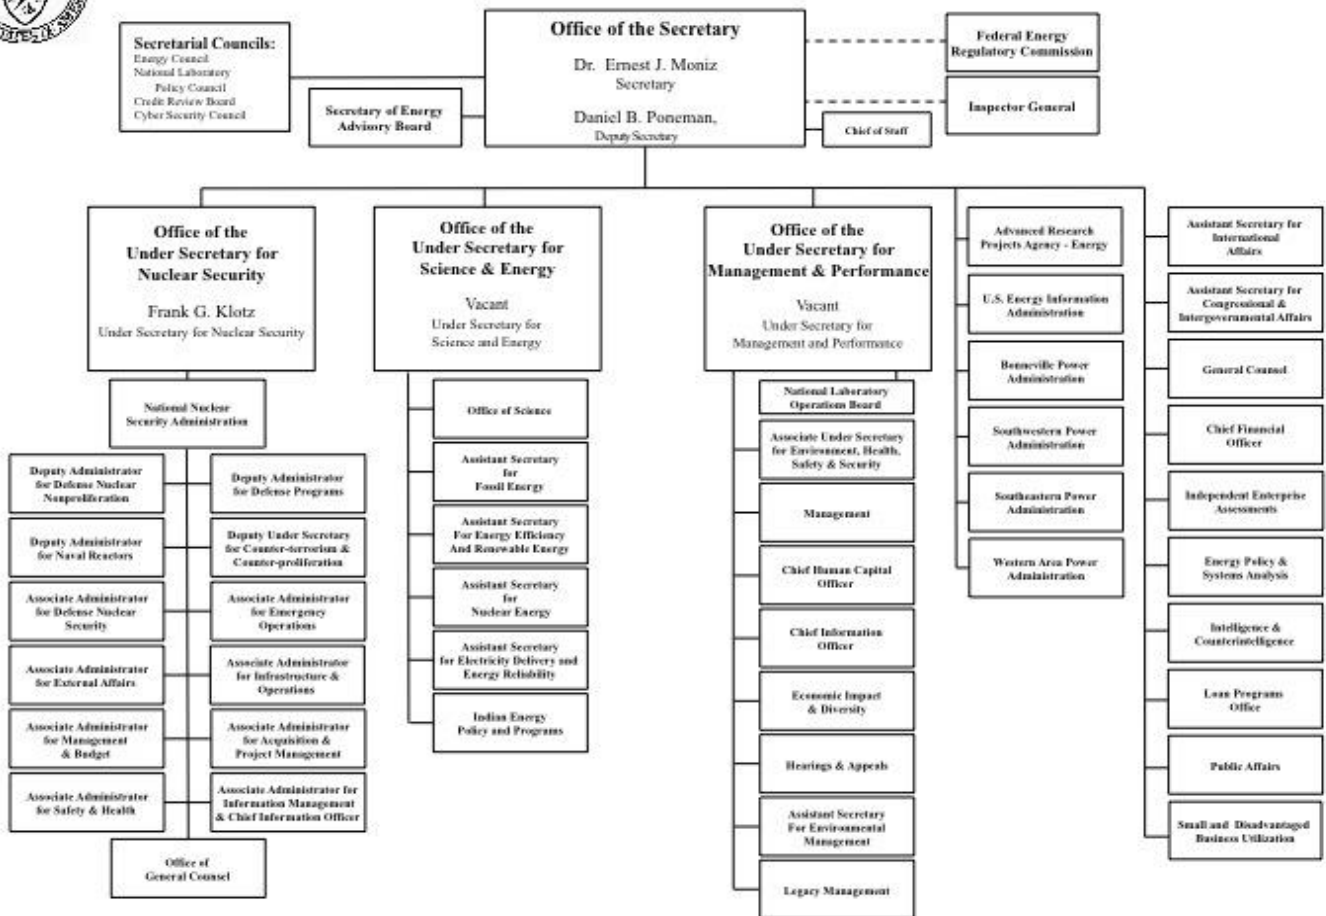 Secretarial Councils:
Energy Council
National Laboratory
Policy Council
Credit Review Board
Cyber Security Council
Secretary of Energy
Advisory Board
Office of the Secretary
Dr. Ernest J. Moniz
Secretary
Daniel B. Poneman,
Deputy Secretary
Federal Energy
Regulatory Commission
Inspector General
Chief of Staff
Office of the
Under Secretary for
Nuclear Security
Frank G. Klotz
Under Secretary for Nuclear Security
National Nuclear
Security Administration
Deputy Administrator
for Defense Nuclear
Nonproliferation
Deputy Administrator
for Defense Programs
Deputy Administrator
for Naval Reactors
Deputy Under Secretary
for Counter-terrorism &
Counter-proliferation
Associate Administrator
for Defense Nuclear
Security
Associate Administrator
for Emergency
Operations
Associate Administrator
for External Affairs
Associate Administrator
for Infrastructure &
Operations
Associate Administrator
for Management
& Budget
Associate Administrator
for Acquisition &
Project Management
Associate Administrator
for Safety & Health
Associate Administrator for
Information Management
& Chief Information Officer
Office of
General Counsel
Office of the
Under Secretary for
Science & Energy
Vacant
Under Secretary for
Science and Energy
Office of Science
Assistant Secretary
for
Fossil Energy
Assistant Secretary
For Energy Efficiency
And Renewable Energy
Assistant Secretary
for
Nuclear Energy
Assistant Secretary
for Electricity Delivery and
Energy Reliability
Indian Energy
Policy and Programs
Office of the
Under Secretary for
Management & Performance
Vacant
Under Secretary for
Management and Performance
National Laboratory
Operations Board
Associate Under Secretary
for Environment, Health,
Safety & Security
Management
Chief Human Capital
Officer
Chief Information
Officer
Economic Impact
& Diversity
Hearings & Appeals
Assistant Secretary
For Environmental
Management
Legacy Management
Advanced Research
Projects Agency - Energy
U.S. Energy Information
Administration
Bonneville Power
Administration
Southwestern Power
Administration
Southeastern Power
Administration
Western Area Power
Administration
Assistant Secretary for
International
Affairs
Assistant Secretary for
Congressional &
Intergovernmental Affairs
General Counsel
Chief Financial
Officer
Independent Enterprise
Assessments
Energy Policy &
Systems Analysis
Intelligence &
Counterintelligence
Loan Programs
Office
Public Affairs
Small and Disadvantaged
Business Utilization